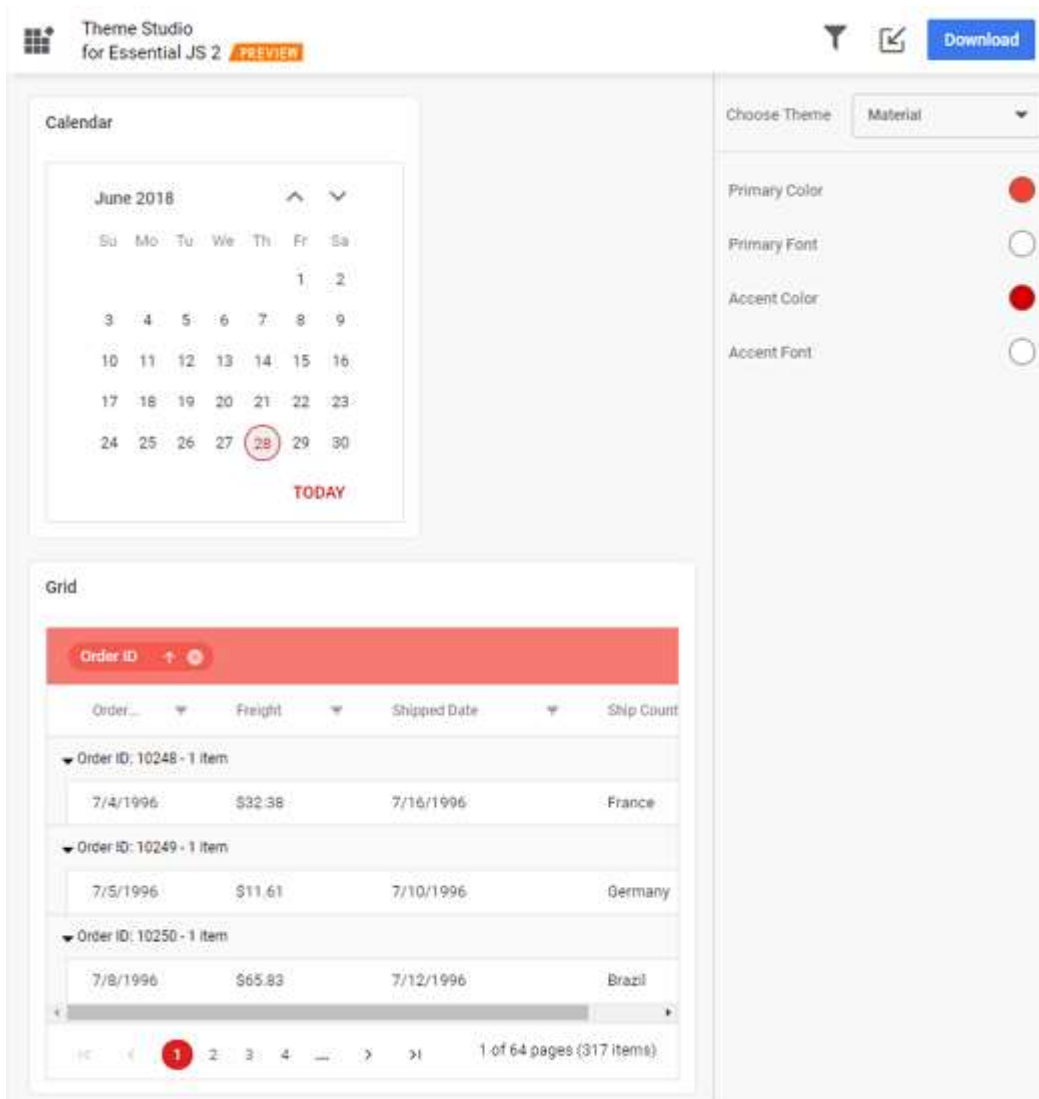 Theme Studio
for Essential JS 2 PREVIEW
Download
Calendar
June 2018
Su Mo Tu We Th Fr Sa
1 2
3 4 5 6 7 8 9
10 11 12 13 14 15 16
17 18 19 20 21 22 23
24 25 26 27 28 29 30
TODAY
Choose Theme Material
Primary Color
Primary Font
Accent Color
Accent Font
Grid
Order ID
Order... Freight Shipped Date Ship Count
Order ID: 10248 - 1 item
7/4/1996 $32.38 7/16/1996 France
Order ID: 10249 - 1 item
7/5/1996 $11.61 7/10/1996 Germany
Order ID: 10250 - 1 item
7/8/1996 $65.83 7/12/1996 Brazil
1 2 3 4 ... 1 of 64 pages (317 items)